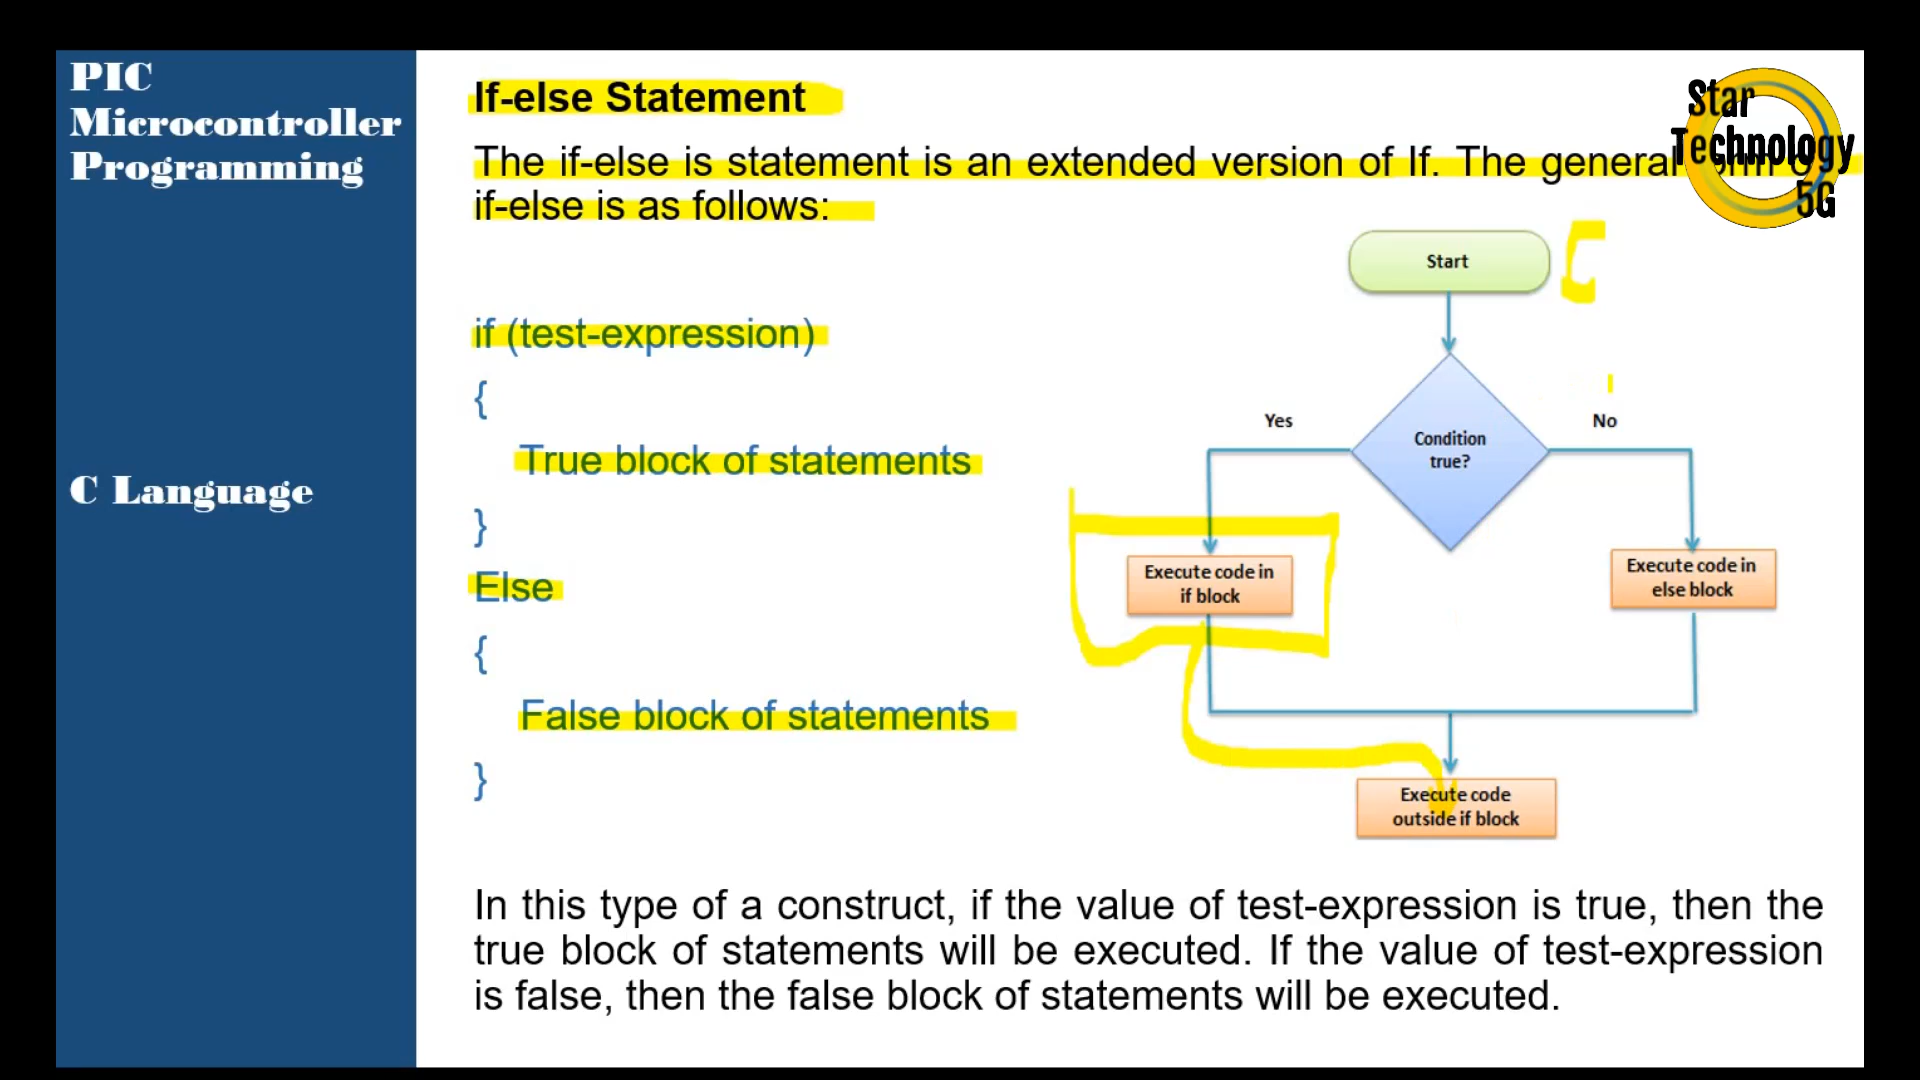 PIC
Microcontroller
Programming
C Language
If-else Statement
The if-else is statement is an extended version of If. The general
if-else is as follows:
if (test-expression)
{
True block of statements
}
Else
{
False block of statements
}
Star
Technology
5G
Start
Condition
true?
Yes
No
Execute code in
if block
Execute code in
else block
Execute code
outside if block
In this type of a construct, if the value of test-expression is true, then the
true block of statements will be executed. If the value of test-expression
is false, then the false block of statements will be executed.